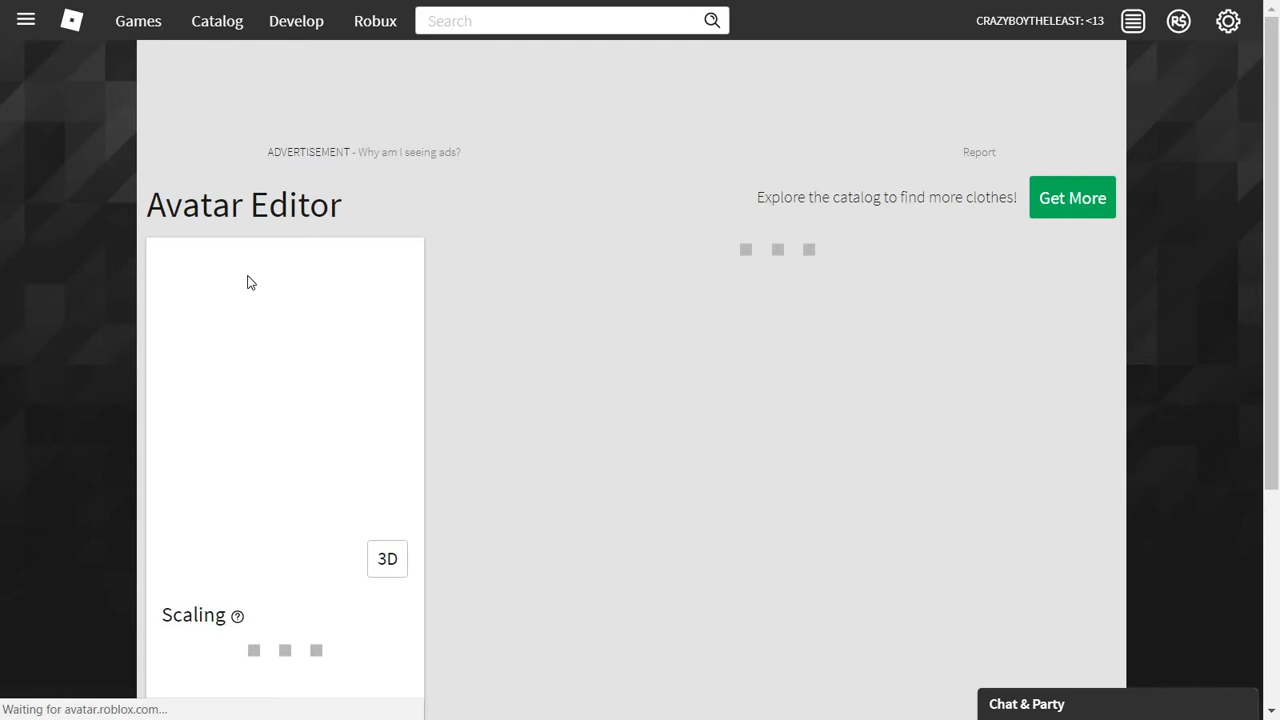 Games Catalog Develop Robux Search CRAZYBOYTHELEAST: <13 R$
ADVERTISEMENT - Why am I seeing ads? Report
Avatar Editor Explore the catalog to find more clothes! Get More
3D
Scaling ?
Waiting for avatar.roblox.com... Chat & Party